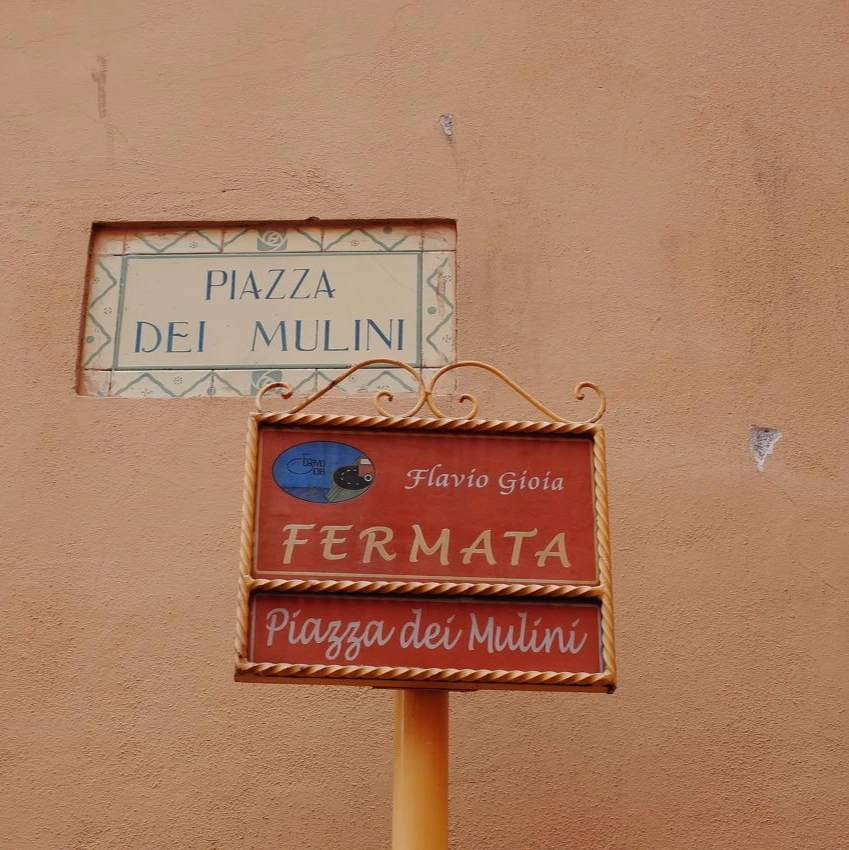 PIAZZA
DEI MULINI
Flavio Gioia
FERMATA
Piazza dei Mulini